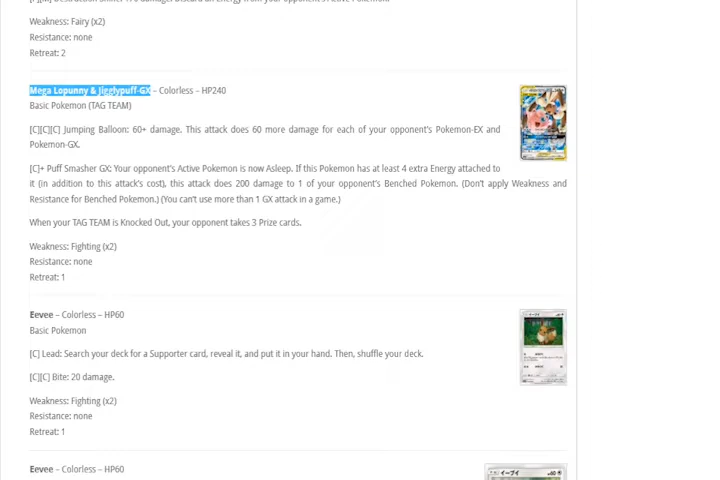 Weakness: Fairy (x2)
Resistance: none
Retreat: 2
Mega Lopunny & Jigglypuff-GX – Colorless – HP240
Basic Pokemon (TAG TEAM)
[C][C][C] Jumping Balloon: 60+ damage. This attack does 60 more damage for each of your opponent's Pokemon-EX and
Pokemon-GX.
[C]+ Puff Smasher GX: Your opponent's Active Pokemon is now Asleep. If this Pokemon has at least 4 extra Energy attached to
it (in addition to this attack's cost), this attack does 200 damage to 1 of your opponent's Benched Pokemon. (Don't apply Weakness and
Resistance for Benched Pokemon.) (You can't use more than 1 GX attack in a game.)
When your TAG TEAM is Knocked Out, your opponent takes 3 Prize cards.
Weakness: Fighting (x2)
Resistance: none
Retreat: 1
Eevee – Colorless – HP60
Basic Pokemon
イーブイ
[C] Lead: Search your deck for a Supporter card, reveal it, and put it in your hand. Then, shuffle your deck.
[C][C] Bite: 20 damage.
Weakness: Fighting (x2)
Resistance: none
Retreat: 1
Eevee – Colorless – HP60
イーブイ